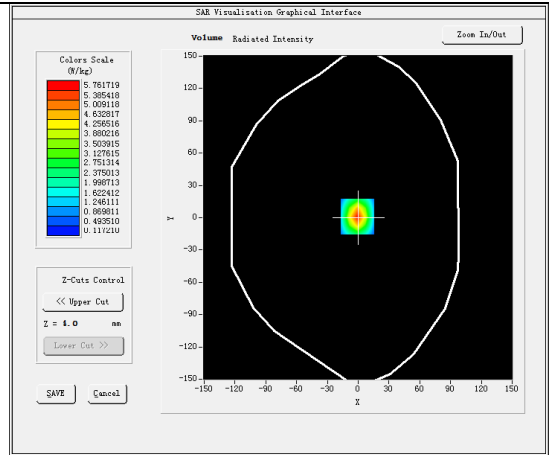 SAR Visualisation Graphical Interface
Volume Radiated Intensity
Zoom In/Out
Colors Scale
(W/kg)
5.761719
5.385418
5.009118
4.632817
4.256516
3.880216
3.503915
3.127615
2.751314
2.375013
1.998713
1.622412
1.246111
0.869811
0.493510
0.117210
150
120
90
60
30
0
-30
-60
-90
-120
-150
Y
-150 -120 -90 -60 -30 0 30 60 90 120 150
X
Z-Cuts Control
<< Upper Cut
Z = 4.0 mm
Lower Cut >>
SAVE
Cancel